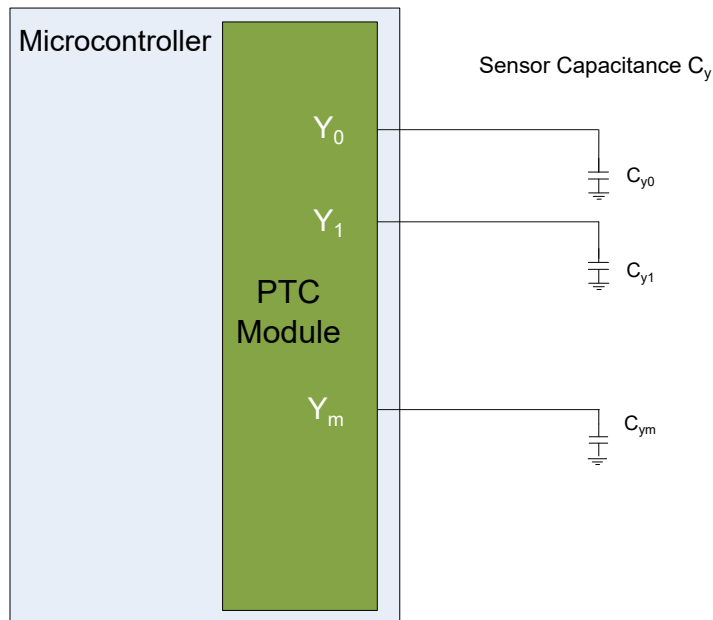 Microcontroller
Sensor Capacitance Cy
Y0
Cy0
Y1
Cy1
PTC
Module
Ym
Cym